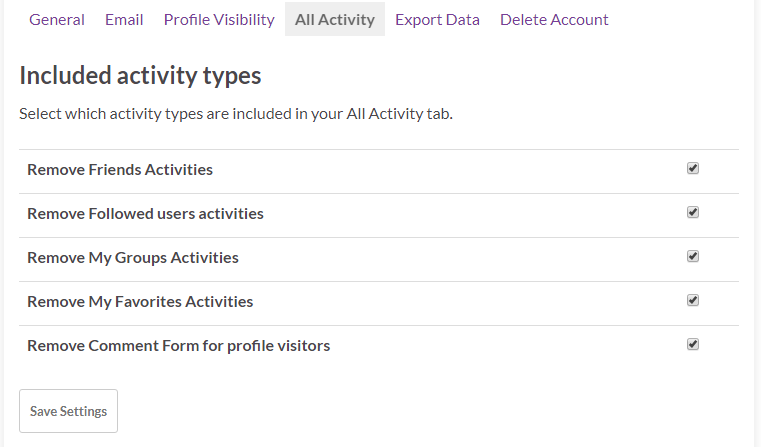 General Email Profile Visibility All Activity Export Data Delete Account
Included activity types
Select which activity types are included in your All Activity tab.
Remove Friends Activities
Remove Followed users activities
Remove My Groups Activities
Remove My Favorites Activities
Remove Comment Form for profile visitors
Save Settings